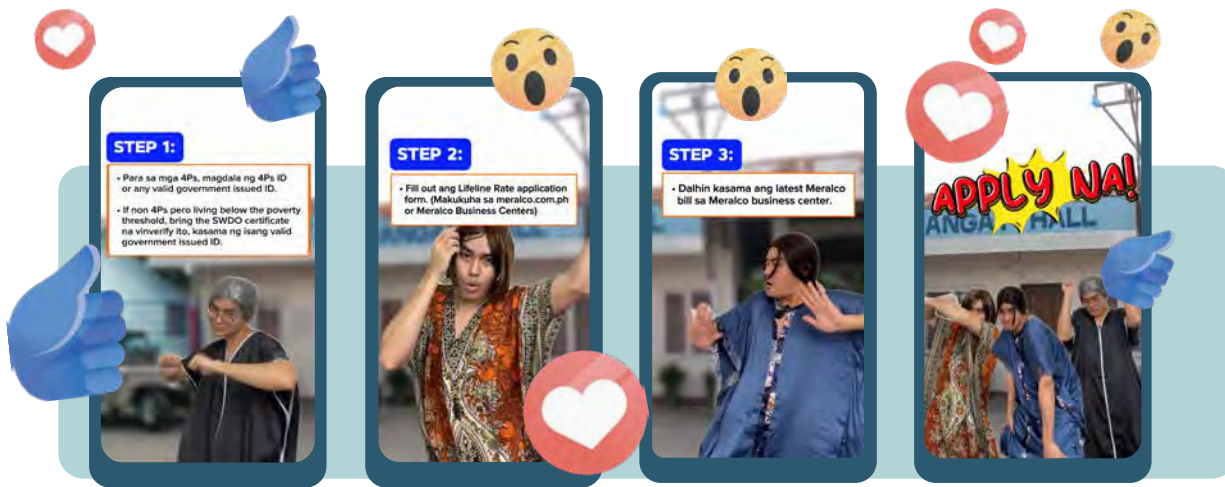 STEP 1:
• Para sa mga 4Ps, magdala ng 4Ps ID
or any valid government issued ID.
• If non 4Ps pero living below the poverty
threshold, bring the SWDO certificate
na vinverify ito, kasama ng isang valid
government issued ID.
STEP 2:
• Fill out ang Lifeline Rate application
form. (Makukuha sa meralco.com.ph
or Meralco Business Centers)
HALL
STEP 3:
• Dalhin kasama ang latest Meralco
bill sa Meralco business center.
APPLY NA!
ANGA HALL